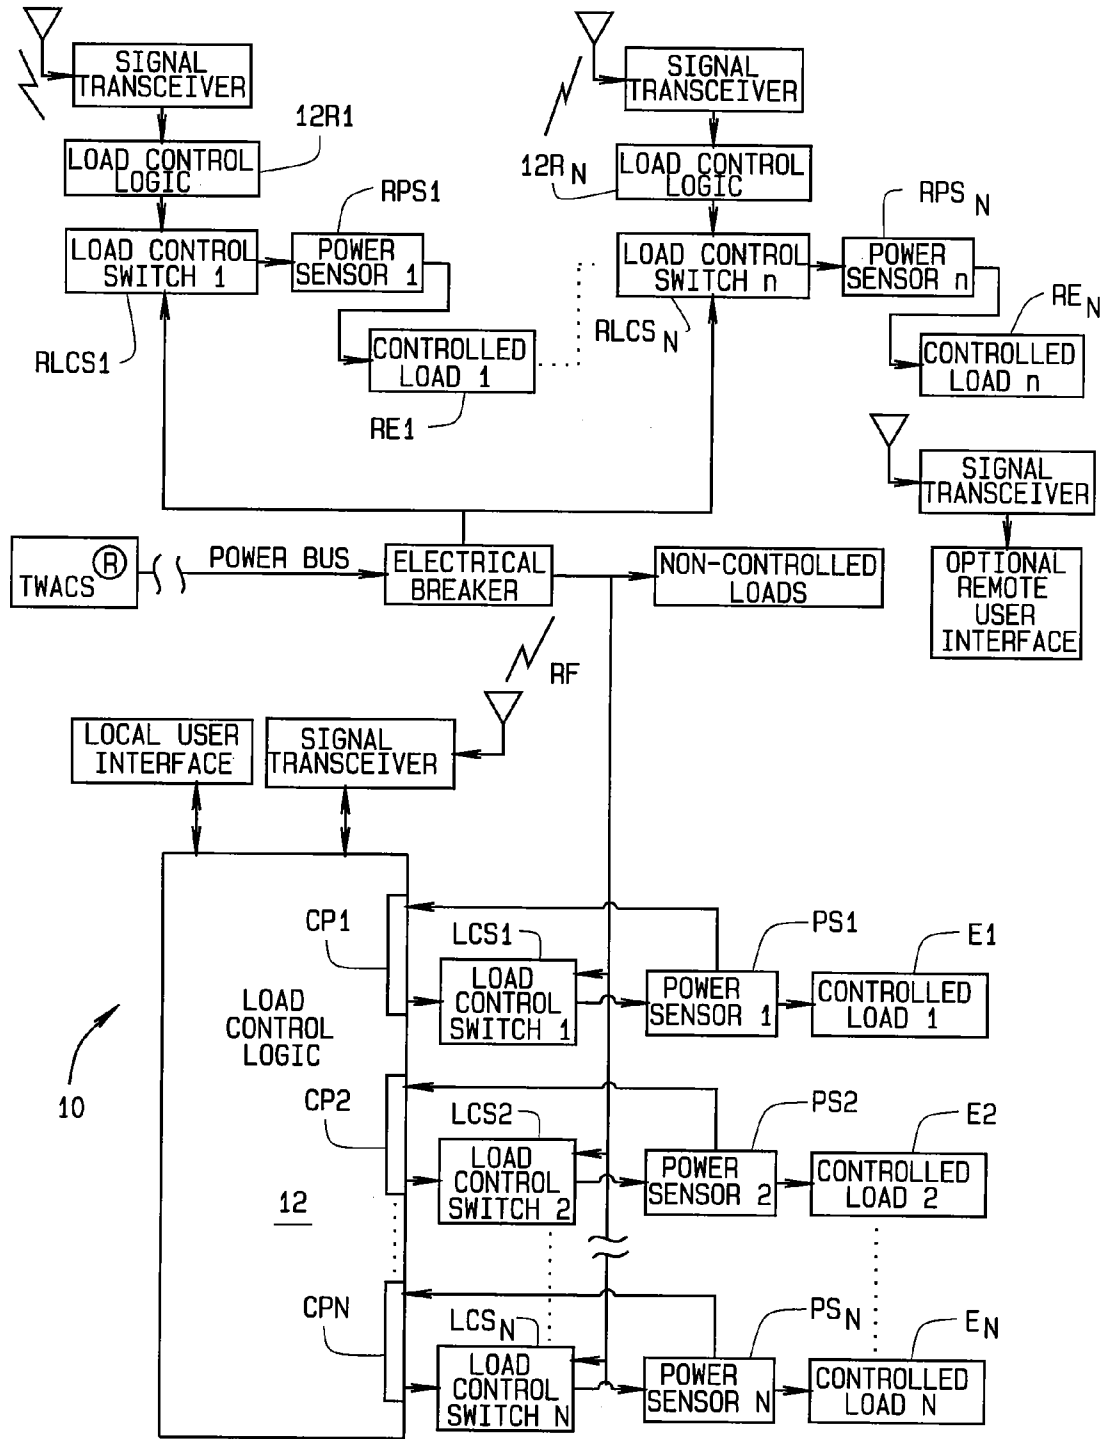 SIGNAL
TRANSCEIVER
12R1
LOAD CONTROL
LOGIC
RPS1
LOAD CONTROL
SWITCH 1
POWER
SENSOR 1
RLCS1
CONTROLLED
LOAD 1
RE1
SIGNAL
TRANSCEIVER
12R N
LOAD CONTROL
LOGIC
RPS N
LOAD CONTROL
SWITCH n
POWER
SENSOR n
RLCS N
RE N
CONTROLLED
LOAD n
SIGNAL
TRANSCEIVER
OPTIONAL
REMOTE
USER
INTERFACE
TWACS ®
POWER BUS
ELECTRICAL
BREAKER
NON-CONTROLLED
LOADS
RF
LOCAL USER
INTERFACE
SIGNAL
TRANSCEIVER
CP1
LCS1
PS1
E1
LOAD
CONTROL
SWITCH 1
POWER
SENSOR 1
CONTROLLED
LOAD 1
LOAD
CONTROL
LOGIC
10
CP2
LCS2
PS2
E2
LOAD
CONTROL
SWITCH 2
POWER
SENSOR 2
CONTROLLED
LOAD 2
12
CPN
LCS N
PS N
E N
LOAD
CONTROL
SWITCH N
POWER
SENSOR N
CONTROLLED
LOAD N